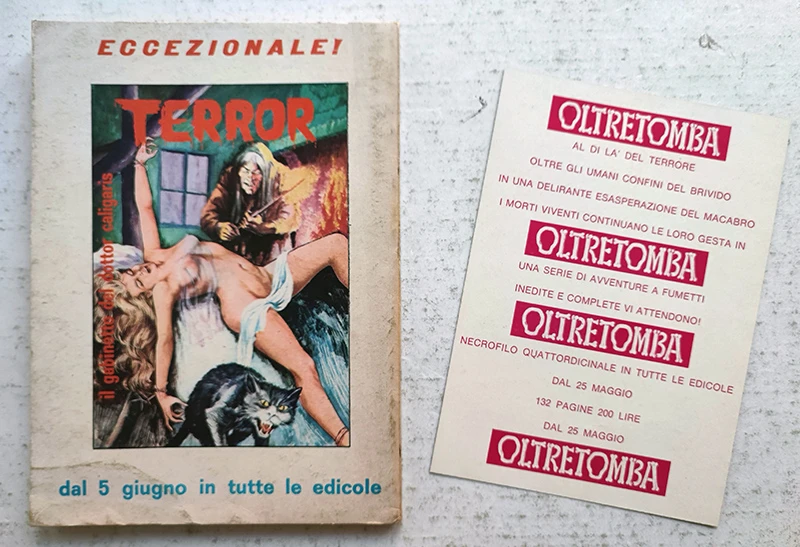 ECCEZIONALE!
TERROR
il gabinetto del dottor caligaris
dal 5 giugno in tutte le edicole
OLTRETOMBA
AL DI LA' DEL TERRORE
OLTRE GLI UMANI CONFINI DEL BRIVIDO
IN UNA DELIRANTE ESASPERAZIONE DEL MACABRO
I MORTI VIVENTI CONTINUANO LE LORO GESTA IN
OLTRETOMBA
UNA SERIE DI AVVENTURE A FUMETTI
INEDITE E COMPLETE VI ATTENDONO!
OLTRETOMBA
NECROFILO QUATTORDICINALE IN TUTTE LE EDICOLE
DAL 25 MAGGIO
132 PAGINE 200 LIRE
DAL 25 MAGGIO
OLTRETOMBA